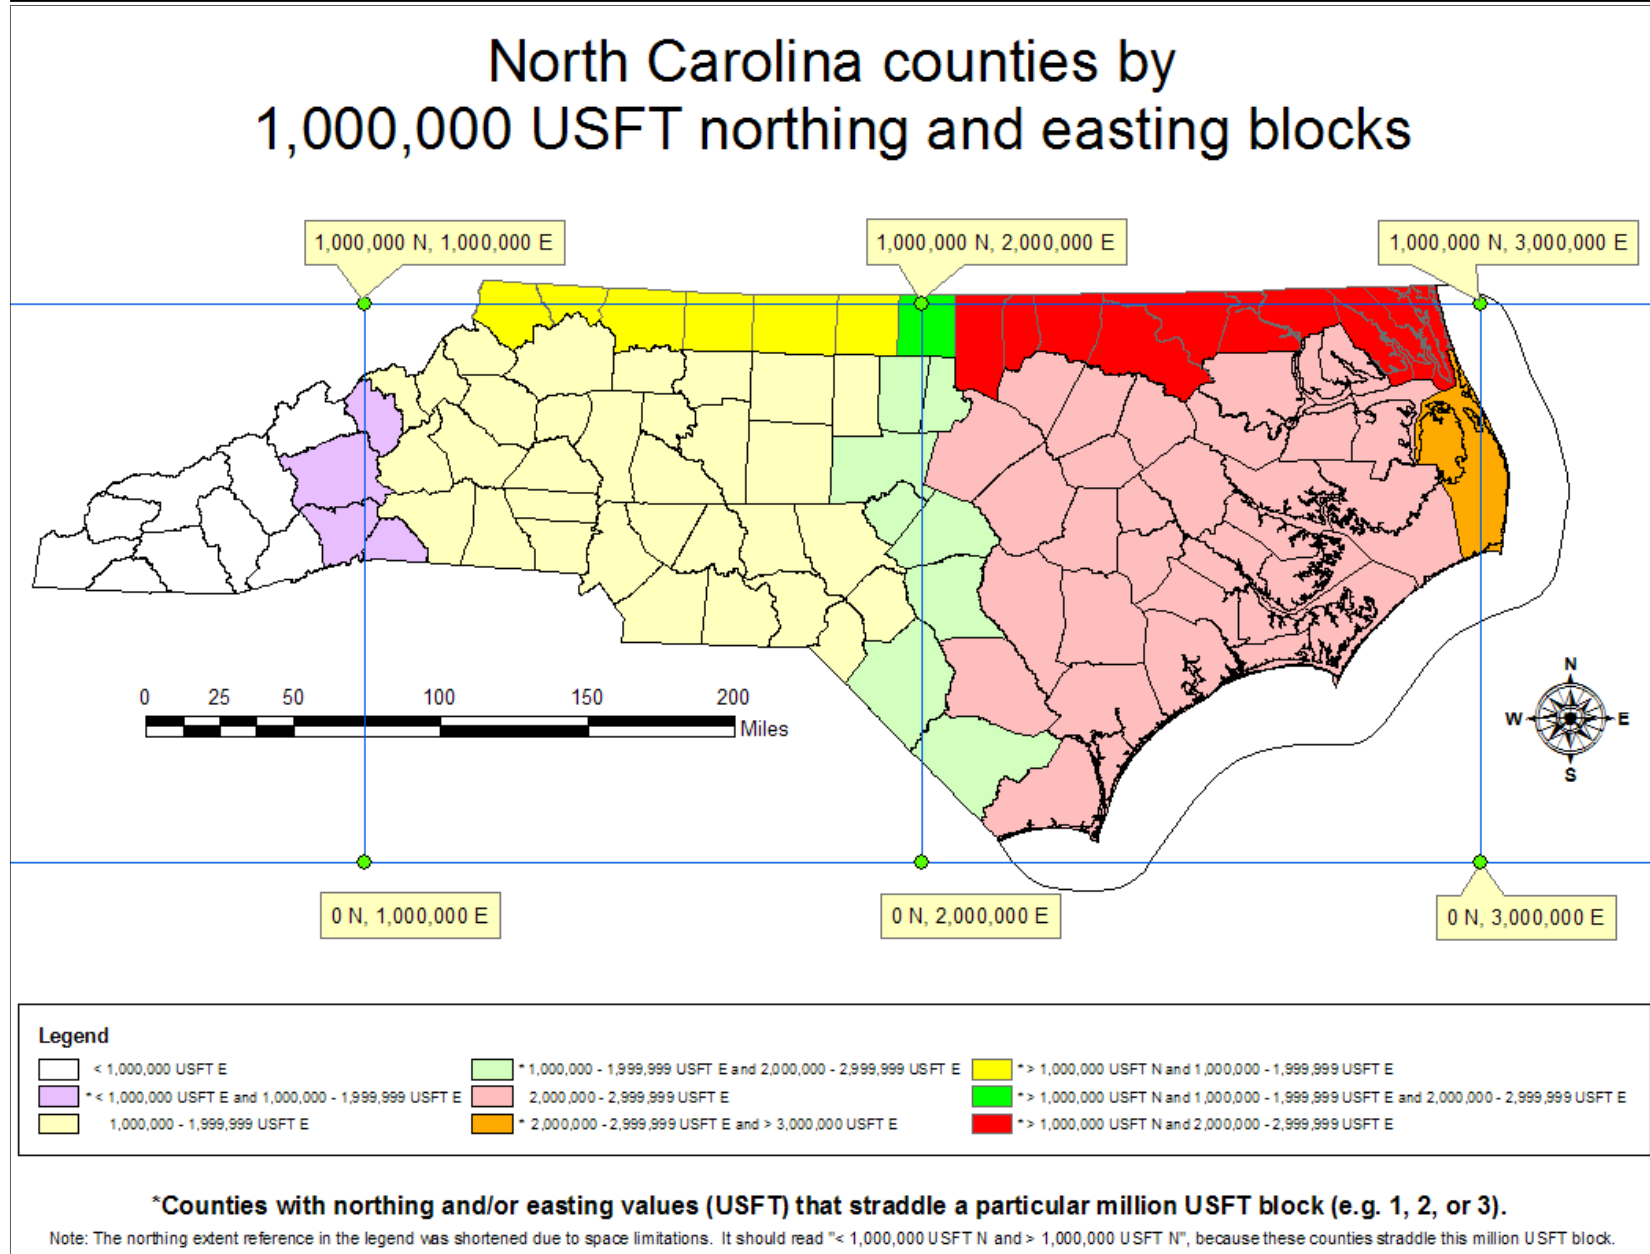 North Carolina counties by
1,000,000 USFT northing and easting blocks
1,000,000 N, 1,000,000 E
1,000,000 N, 2,000,000 E
1,000,000 N, 3,000,000 E
0 25 50 100 150 200
Miles
N
W E
S
0 N, 1,000,000 E
0 N, 2,000,000 E
0 N, 3,000,000 E
Legend
< 1,000,000 USFT E
* < 1,000,000 USFT E and 1,000,000 - 1,999,999 USFT E
1,000,000 - 1,999,999 USFT E
* 1,000,000 - 1,999,999 USFT E and 2,000,000 - 2,999,999 USFT E
2,000,000 - 2,999,999 USFT E
* 2,000,000 - 2,999,999 USFT E and > 3,000,000 USFT E
* > 1,000,000 USFT N and 1,000,000 - 1,999,999 USFT E
* > 1,000,000 USFT N and 1,000,000 - 1,999,999 USFT E and 2,000,000 - 2,999,999 USFT E
* > 1,000,000 USFT N and 2,000,000 - 2,999,999 USFT E
*Counties with northing and/or easting values (USFT) that straddle a particular million USFT block (e.g. 1, 2, or 3).
Note: The northing extent reference in the legend was shortened due to space limitations. It should read "< 1,000,000 USFT N and > 1,000,000 USFT N", because these counties straddle this million USFT block.